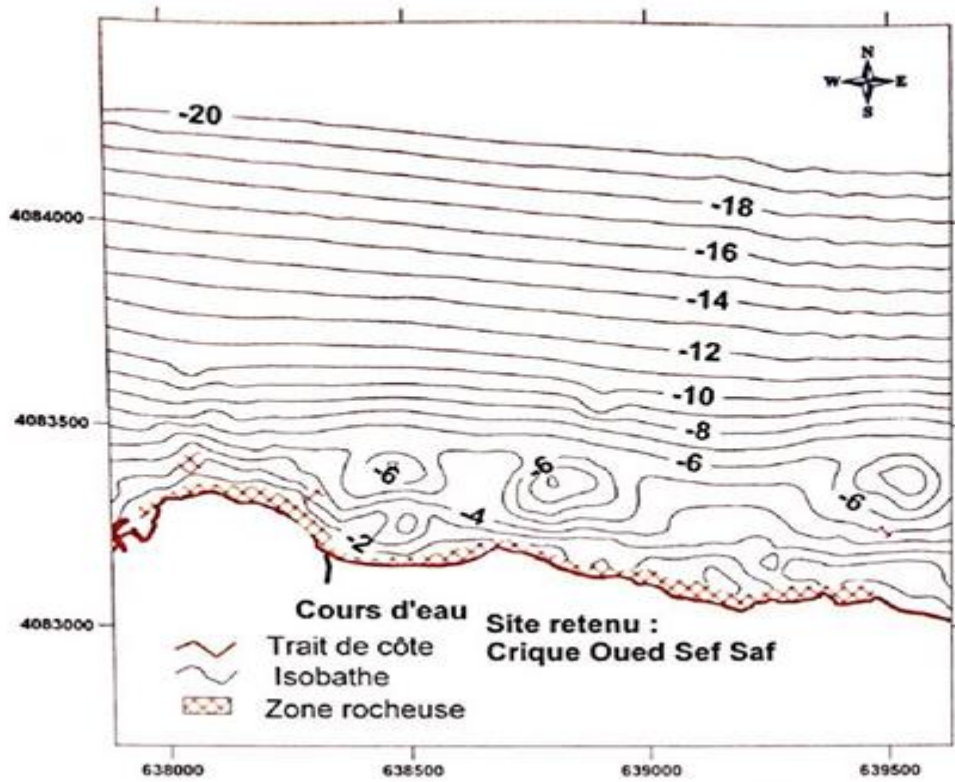 N
W E
S
-20
4084000
-18
-16
-14
-12
-10
4083500
-8
-6
-6
-6
-6
-4
-2
4083000
Cours d'eau
Site retenu :
Crique Oued Sef Saf
Trait de côte
Isobathe
Zone rocheuse
638000 638500 639000 639500